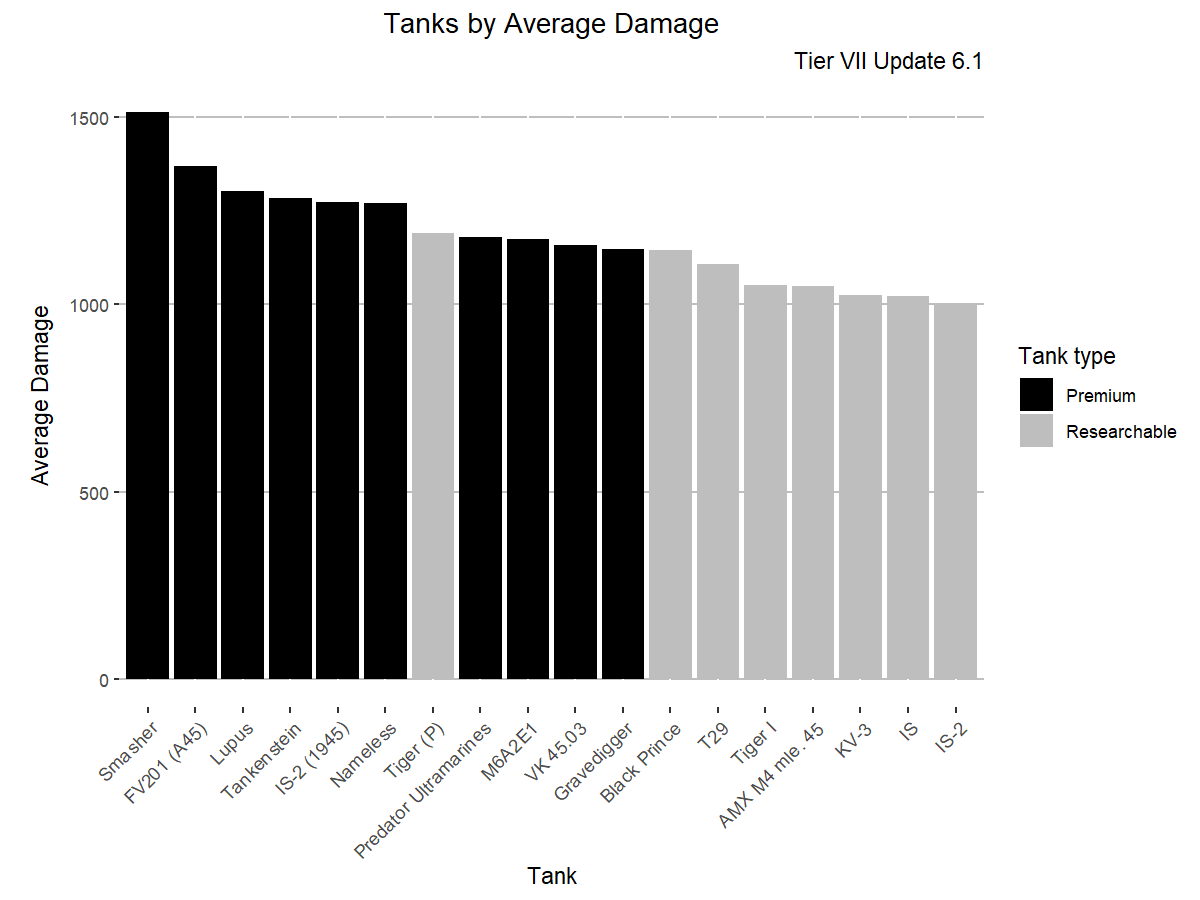 Tanks by Average Damage
Tier VII Update 6.1
Average Damage
1500
1000
500
0
Smasher
FV201 (A45)
Lupus
Tankenstein
IS-2 (1945)
Nameless
Tiger (P)
Predator Ultramarines
M6A2E1
VK 45.03
Gravedigger
Black Prince
T29
Tiger I
AMX M4 mle. 45
KV-3
IS
IS-2
Tank
Tank type
Premium
Researchable